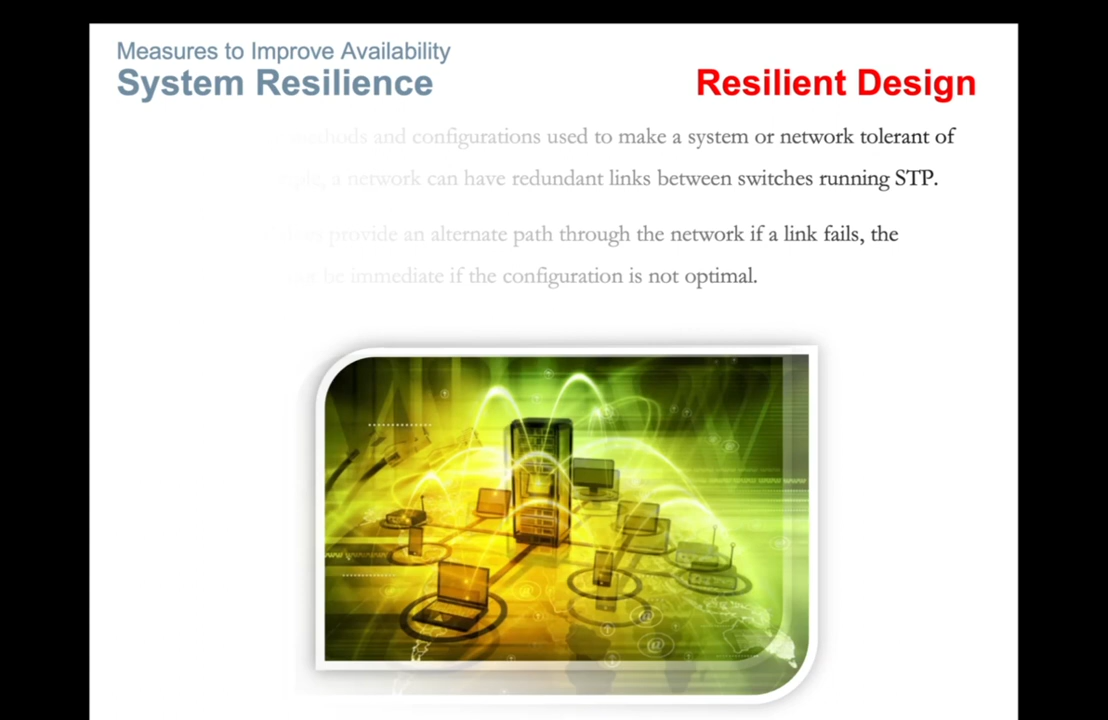 Measures to Improve Availability
System Resilience
Resilient Design
and configurations used to make a system or network tolerant of
a network can have redundant links between switches running STP.
provide an alternate path through the network if a link fails, the
be immediate if the configuration is not optimal.